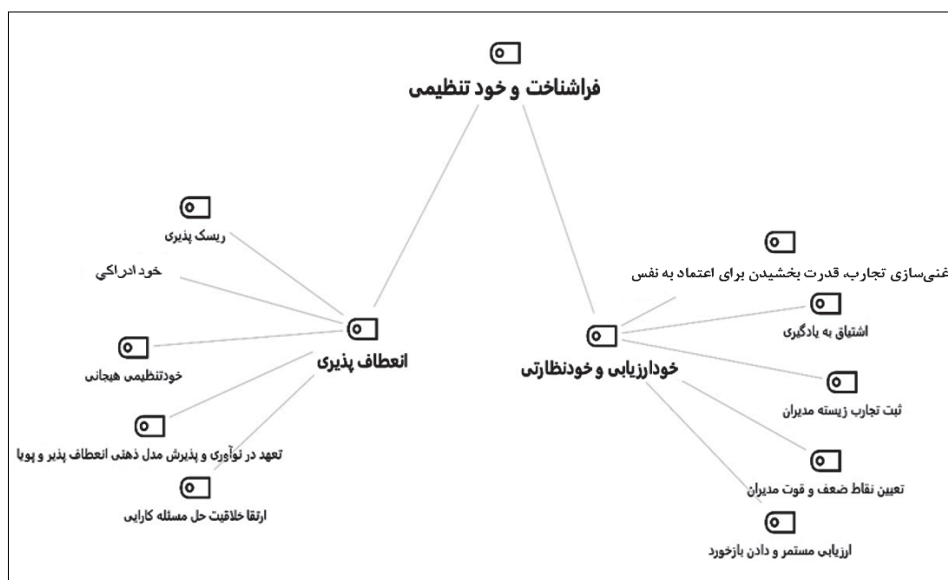 فراشناخت و خود تنظیمی
ریسک پذیری
غنی‌سازی تجارب، قدرت بخشیدن برای اعتماد به نفس
خود ادراکي
اشتیاق به یادگیری
انعطاف پذیری
خودارزیابی و خودنظارتی
خودتنظیمی هیجانی
ثبت تجارب زیسته مدیران
تعهد در نوآوری و پذیرش مدل ذهنی انعطاف پذیر و پویا
تعیین نقاط ضعف و قوت مدیران
ارتقا خلاقیت حل مسئله کارایی
ارزیابی مستمر و دادن بازخورد